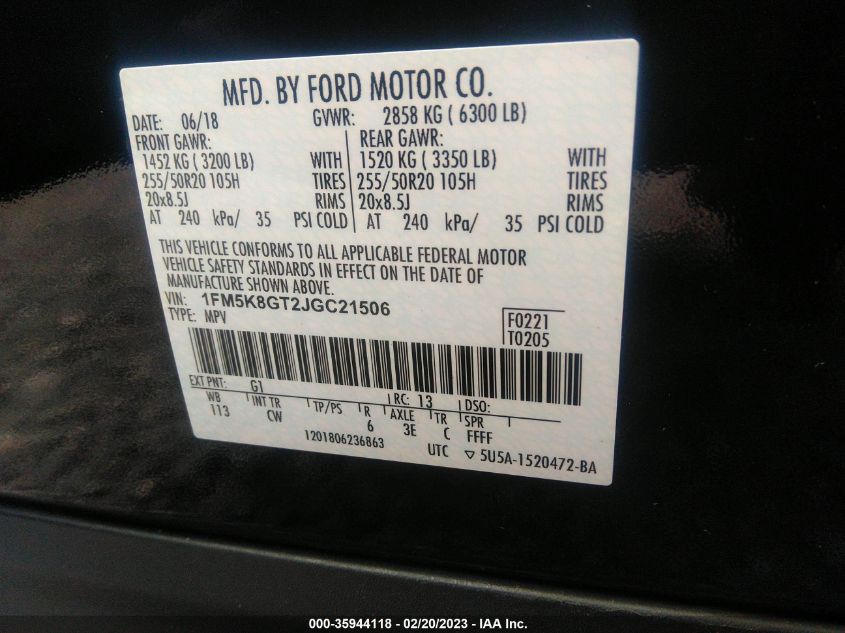 MFD. BY FORD MOTOR CO.
DATE: 06/18 GVWR: 2858 KG ( 6300 LB)
FRONT GAWR: REAR GAWR:
1452 KG ( 3200 LB) WITH 1520 KG ( 3350 LB) WITH
255/50R20 105H TIRES 255/50R20 105H TIRES
20x8.5J RIMS 20x8.5J RIMS
AT 240 kPa/ 35 PSI COLD AT 240 kPa/ 35 PSI COLD
THIS VEHICLE CONFORMS TO ALL APPLICABLE FEDERAL MOTOR
VEHICLE SAFETY STANDARDS IN EFFECT ON THE DATE OF
MANUFACTURE SHOWN ABOVE.
VIN: 1FM5K8GT2JGC21506
TYPE: MPV F0221
T0205
EXT PNT: G1 RC: 13 DSO:
WB INT TR TP/PS R AXLE TR SPR
113 CW 6 3E C FFFF
1201806236863 UTC ▽ 5U5A-1520472-BA
000-35944118 - 02/20/2023 - IAA Inc.